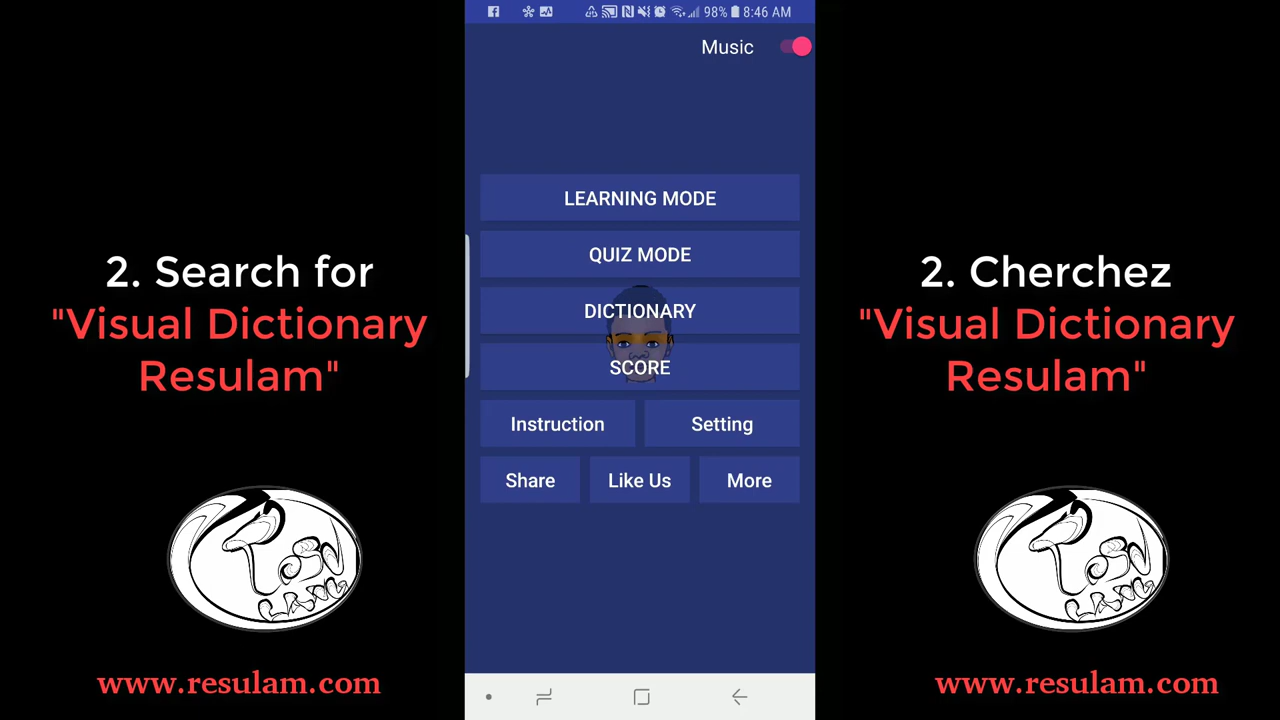 98% 8:46 AM
Music
LEARNING MODE
QUIZ MODE
DICTIONARY
SCORE
Instruction Setting
Share Like Us More
2. Search for
"Visual Dictionary
Resulam"
www.resulam.com
2. Cherchez
"Visual Dictionary
Resulam"
www.resulam.com